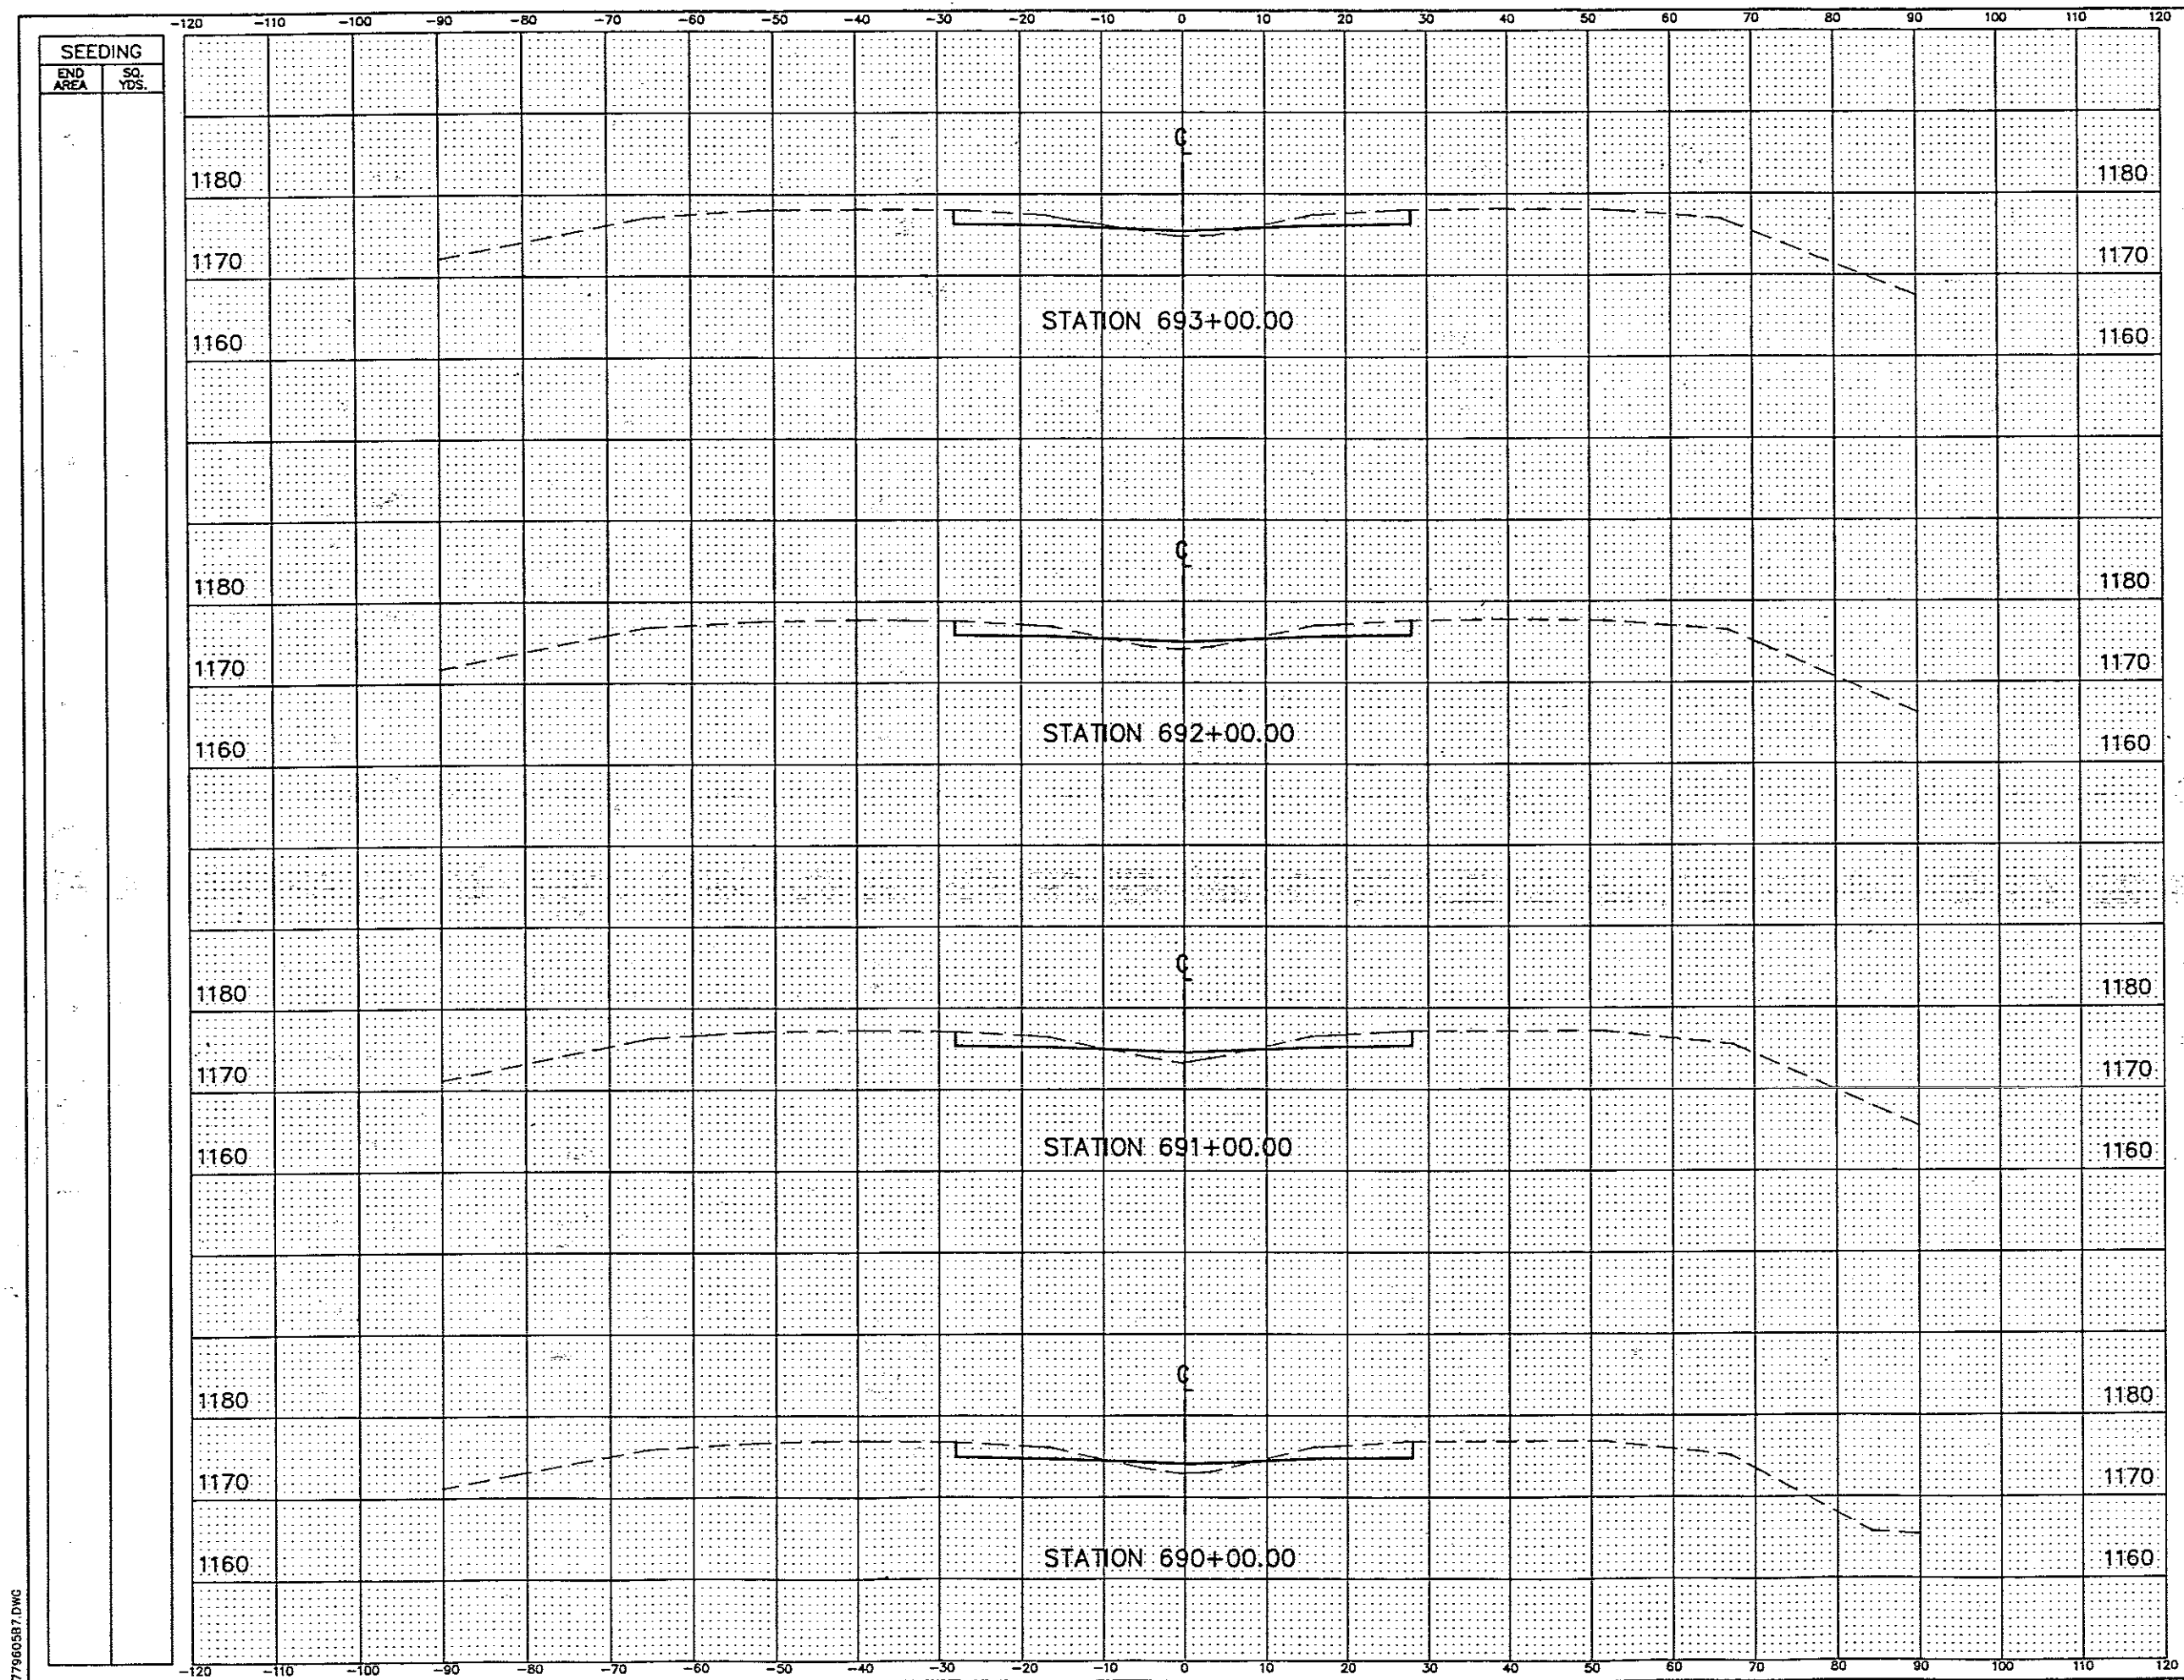 -120 -110 -100 -90 -80 -70 -60 -50 -40 -30 -20 -10 0 10 20 30 40 50 60 70 80 90 100 110 120
SEEDING
END AREA
SQ. YDS.
℄
1180 1180
1170 1170
STATION 693+00.00
1160 1160
℄
1180 1180
1170 1170
STATION 692+00.00
1160 1160
℄
1180 1180
1170 1170
STATION 691+00.00
1160 1160
℄
1180 1180
1170 1170
STATION 690+00.00
1160 1160
779605B7.DWG
-120 -110 -100 -90 -80 -70 -60 -50 -40 -30 -20 -10 0 10 20 30 40 50 60 70 80 90 100 110 120